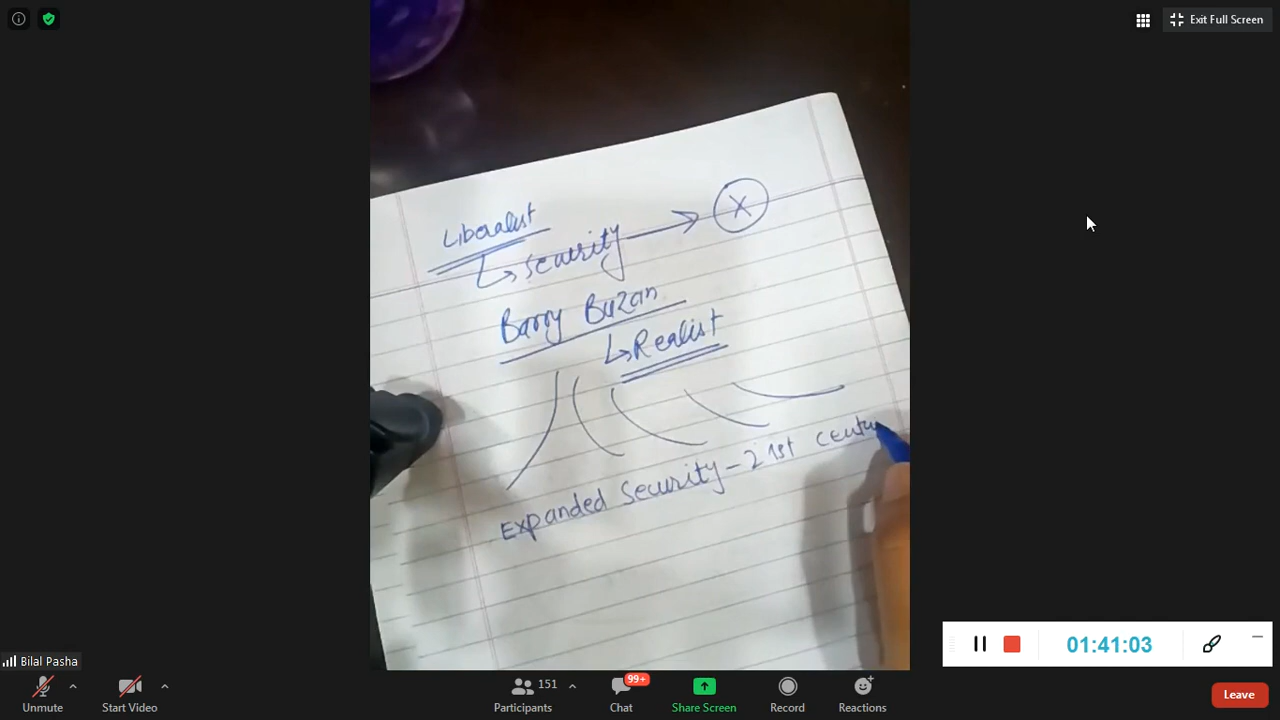 Exit Full Screen
Liberalist
Security
X
Barry Buzan
Realist
Expanded Security - 21st centu
01:41:03
Bilal Pasha
151
99+
Unmute
Start Video
Participants
Chat
Share Screen
Record
Reactions
Leave